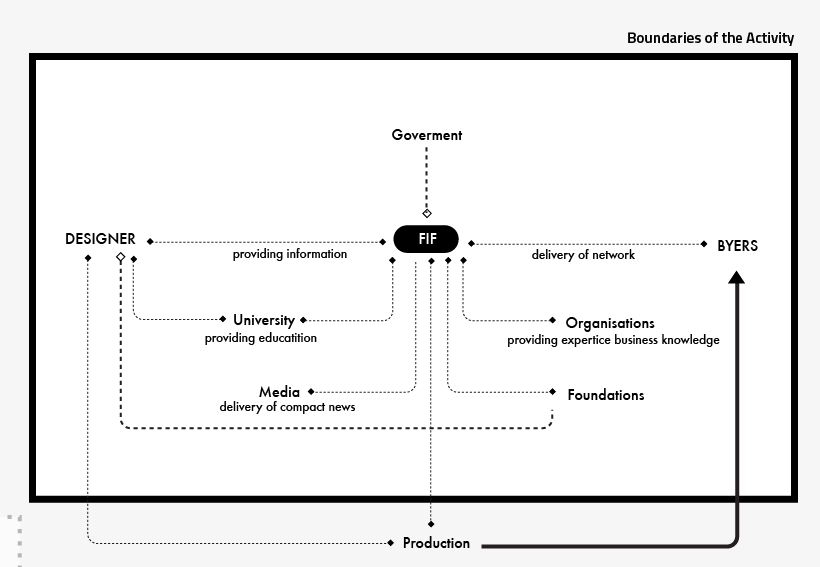 Boundaries of the Activity
Goverment
DESIGNER
FIF
BYERS
providing information
delivery of network
University
providing educatition
Organisations
providing expertice business knowledge
Media
delivery of compact news
Foundations
Production